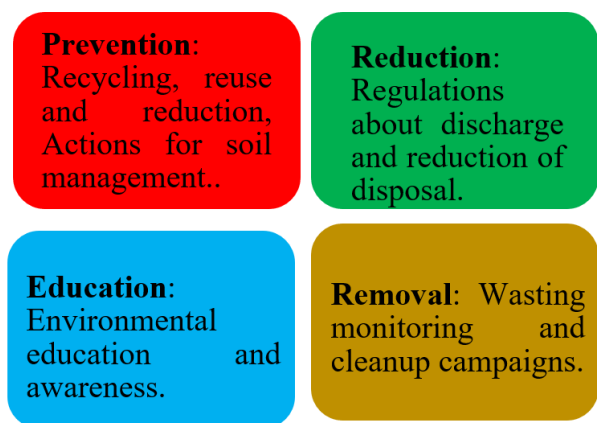 Prevention:
Recycling, reuse
and reduction,
Actions for soil
management..
Reduction:
Regulations
about discharge
and reduction of
disposal.
Education:
Environmental
education and
awareness.
Removal: Wasting
monitoring and
cleanup campaigns.